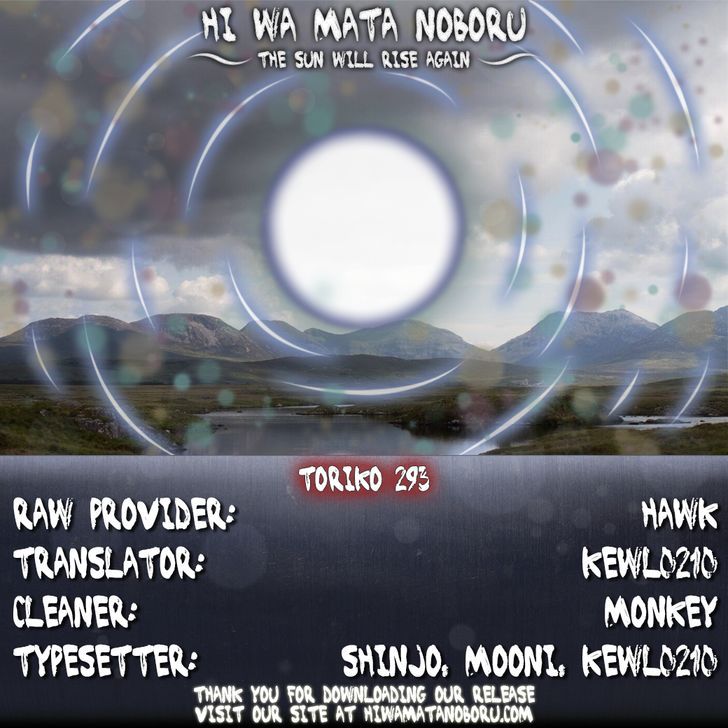 HI WA MATA NOBORU
THE SUN WILL RISE AGAIN
TORIKO 293
RAW PROVIDER: HAWK
TRANSLATOR: KEWL0210
CLEANER: MONKEY
TYPESETTER: SHINJO, MOONI, KEWL0210
THANK YOU FOR DOWNLOADING OUR RELEASE
VISIT OUR SITE AT HIWAMATANOBORU.COM